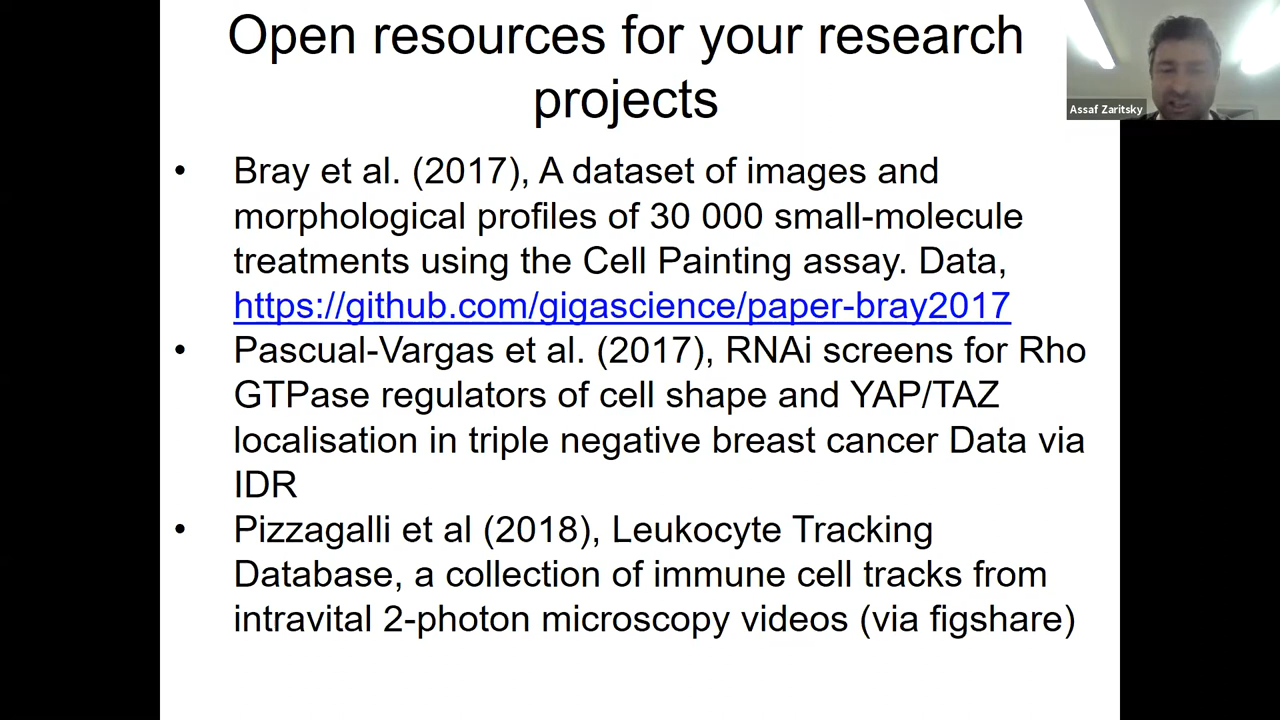 Open resources for your research
projects
Assaf Zaritsky
• Bray et al. (2017), A dataset of images and
morphological profiles of 30 000 small-molecule
treatments using the Cell Painting assay. Data,
https://github.com/gigascience/paper-bray2017
• Pascual-Vargas et al. (2017), RNAi screens for Rho
GTPase regulators of cell shape and YAP/TAZ
localisation in triple negative breast cancer Data via
IDR
• Pizzagalli et al (2018), Leukocyte Tracking
Database, a collection of immune cell tracks from
intravital 2-photon microscopy videos (via figshare)